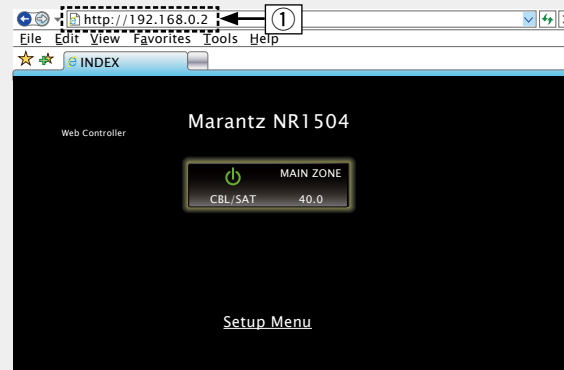 http://192.168.0.2
①
File Edit View Favorites Tools Help
INDEX
Marantz NR1504
Web Controller
MAIN ZONE
CBL/SAT 40.0
Setup Menu